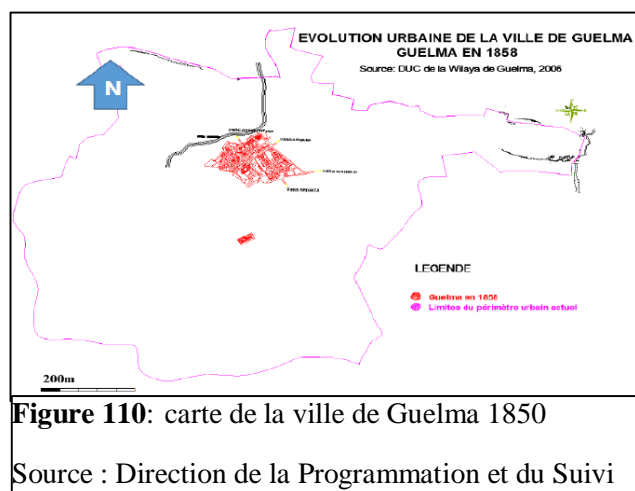 EVOLUTION URBAINE DE LA VILLE DE GUELMA
GUELMA EN 1858
Source: DUC de la Wilaya de Guelma, 2006
N
LEGENDE
Guelma en 1858
Limites du périmètre urbain actuel
200m
Figure 110: carte de la ville de Guelma 1850
Source : Direction de la Programmation et du Suivi